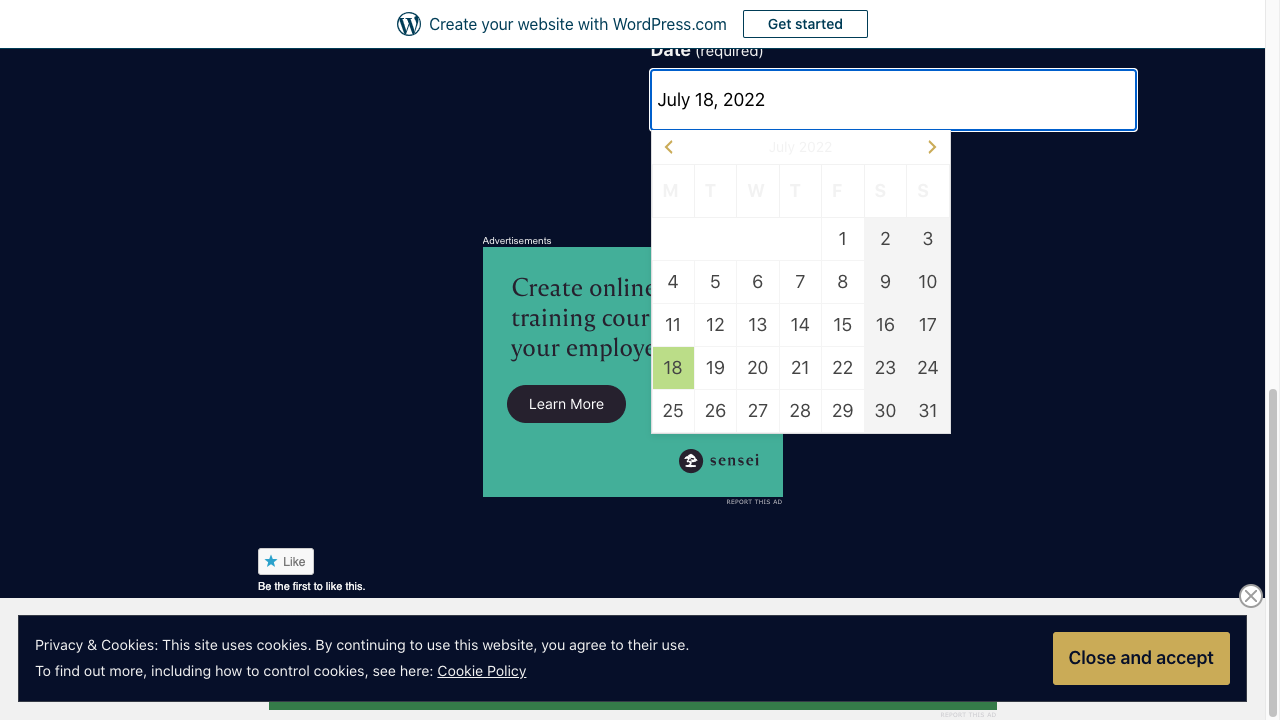 Create your website with WordPress.com
Get started
Date (required)
July 18, 2022
July 2022
M T W T F S S
1 2 3
4 5 6 7 8 9 10
11 12 13 14 15 16 17
18 19 20 21 22 23 24
25 26 27 28 29 30 31
Advertisements
Create online
training cour
your employe
Learn More
sensei
REPORT THIS AD
Like
Be the first to like this.
Privacy & Cookies: This site uses cookies. By continuing to use this website, you agree to their use.
To find out more, including how to control cookies, see here: Cookie Policy
Close and accept
REPORT THIS AD